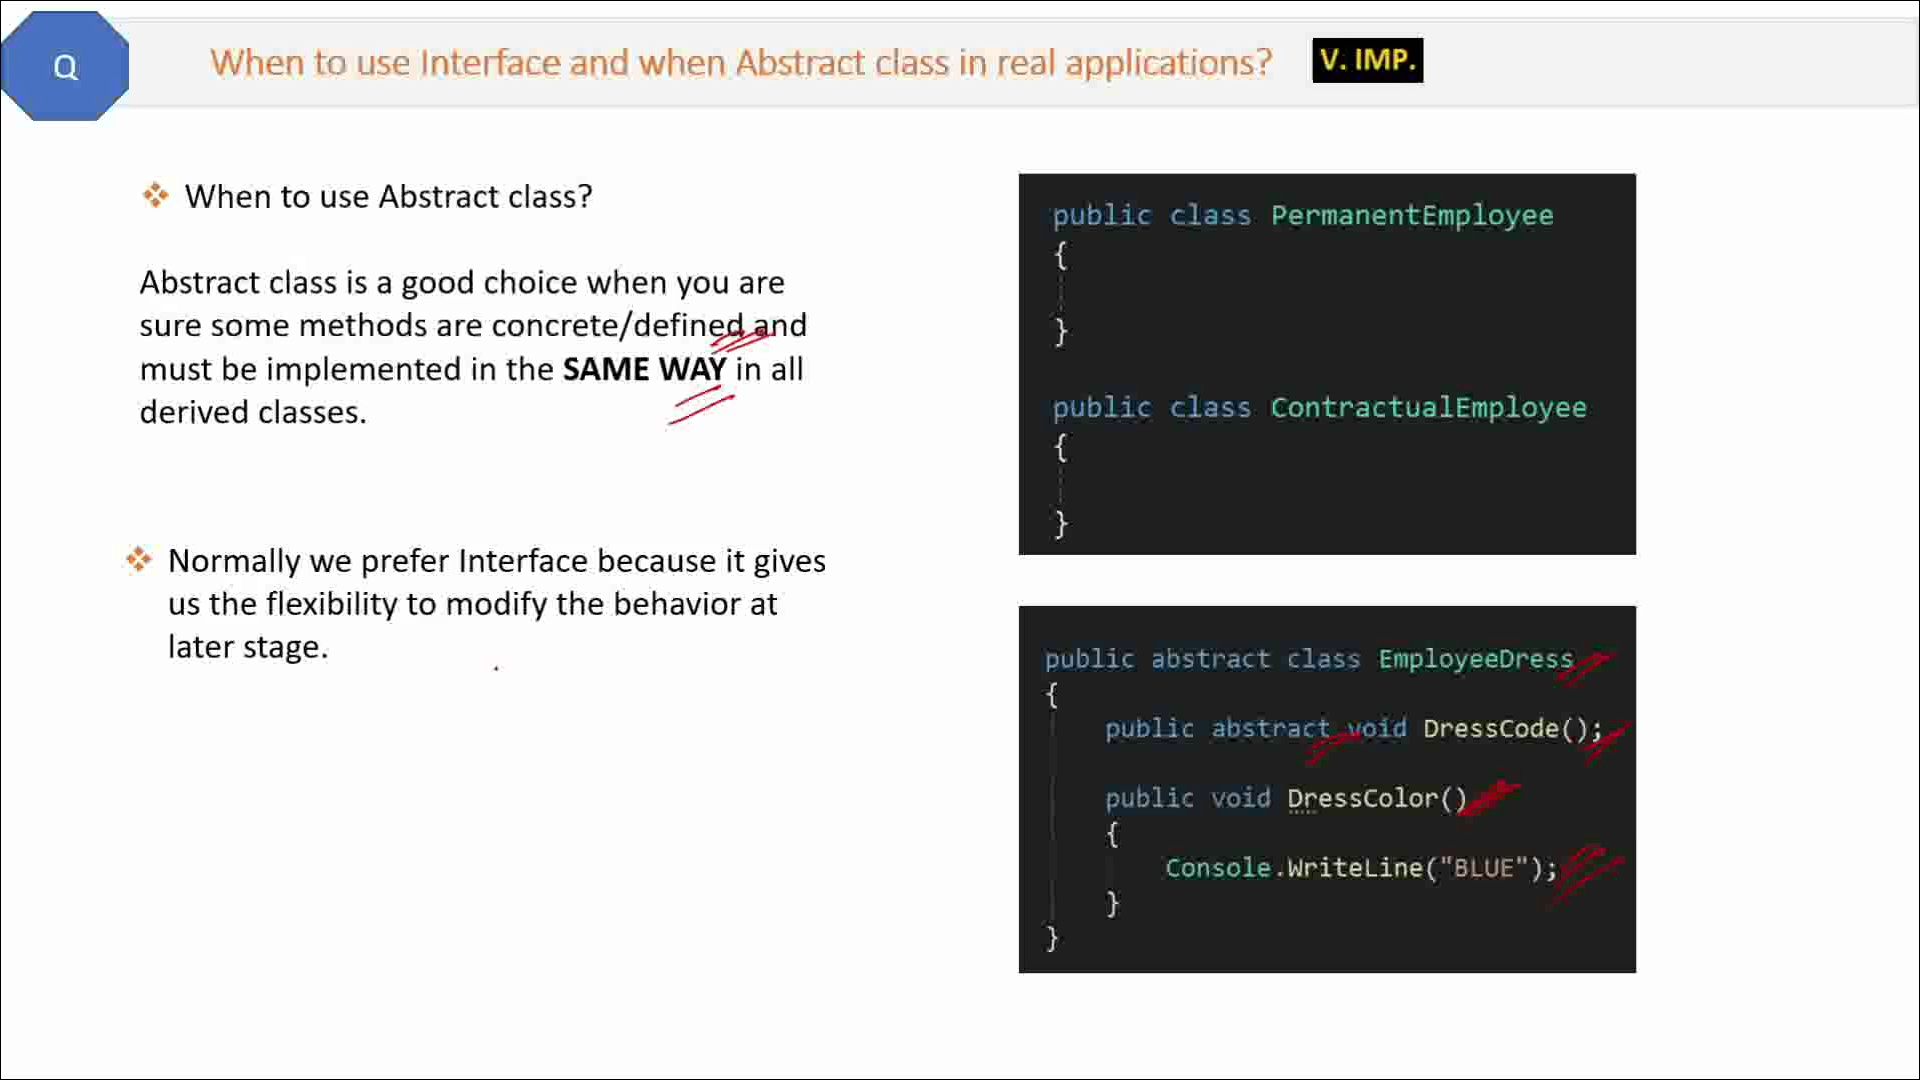 Q
When to use Interface and when Abstract class in real applications?
V. IMP.
When to use Abstract class?
Abstract class is a good choice when you are
sure some methods are concrete/defined and
must be implemented in the SAME WAY in all
derived classes.
Normally we prefer Interface because it gives
us the flexibility to modify the behavior at
later stage.
public class PermanentEmployee
{
}
public class ContractualEmployee
{
}
public abstract class EmployeeDress
{
public abstract void DressCode();
public void DressColor()
{
Console.WriteLine("BLUE");
}
}